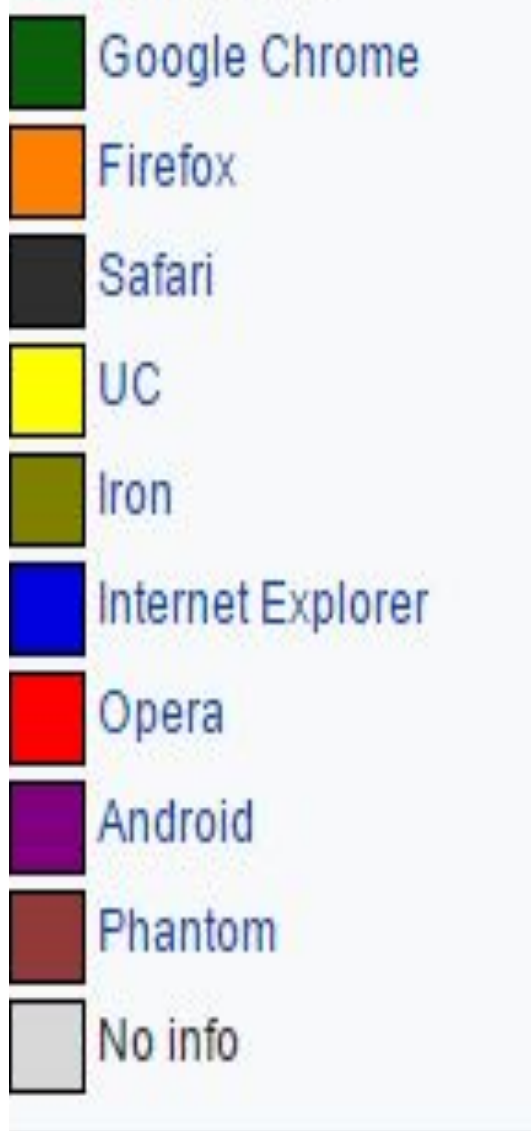 Google Chrome
Firefox
Safari
UC
Iron
Internet Explorer
Opera
Android
Phantom
No info